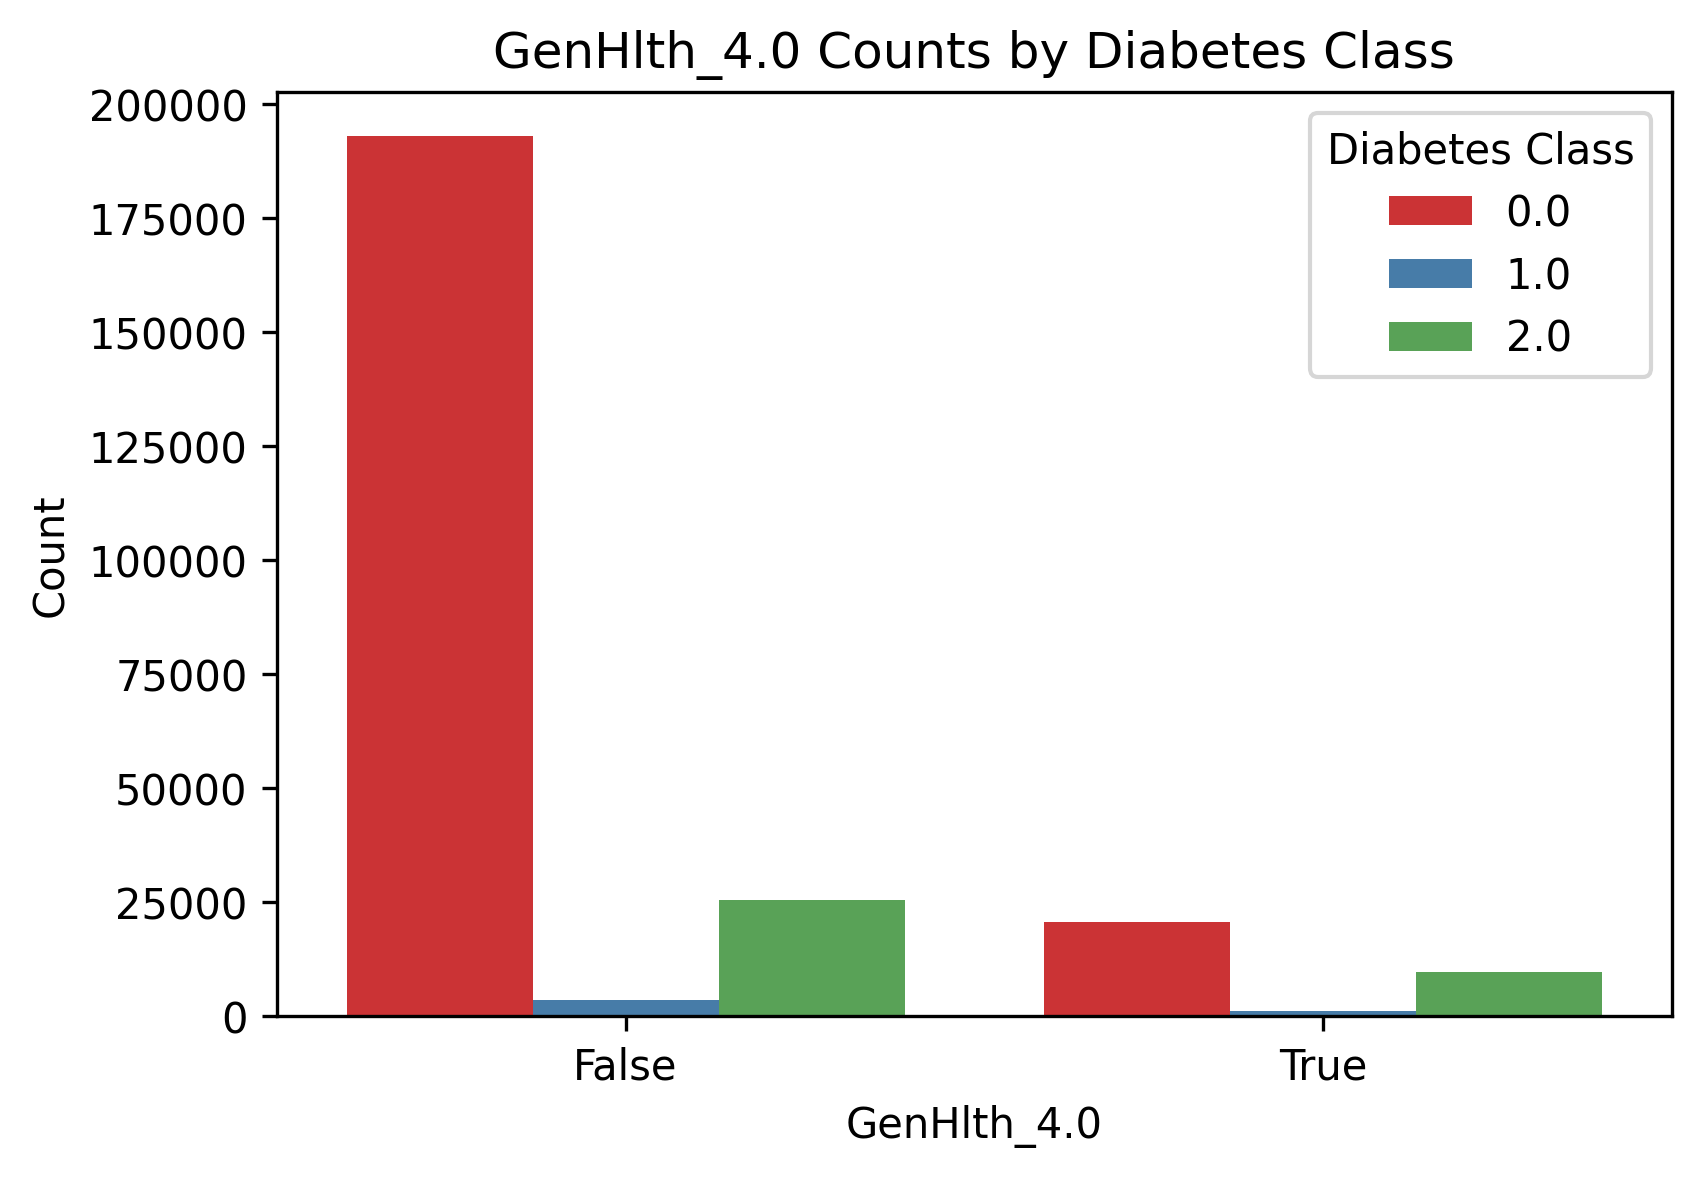 GenHlth_4.0 Counts by Diabetes Class
200000
175000
150000
125000
100000
75000
50000
25000
0
Count
Diabetes Class
0.0
1.0
2.0
False
True
GenHlth_4.0